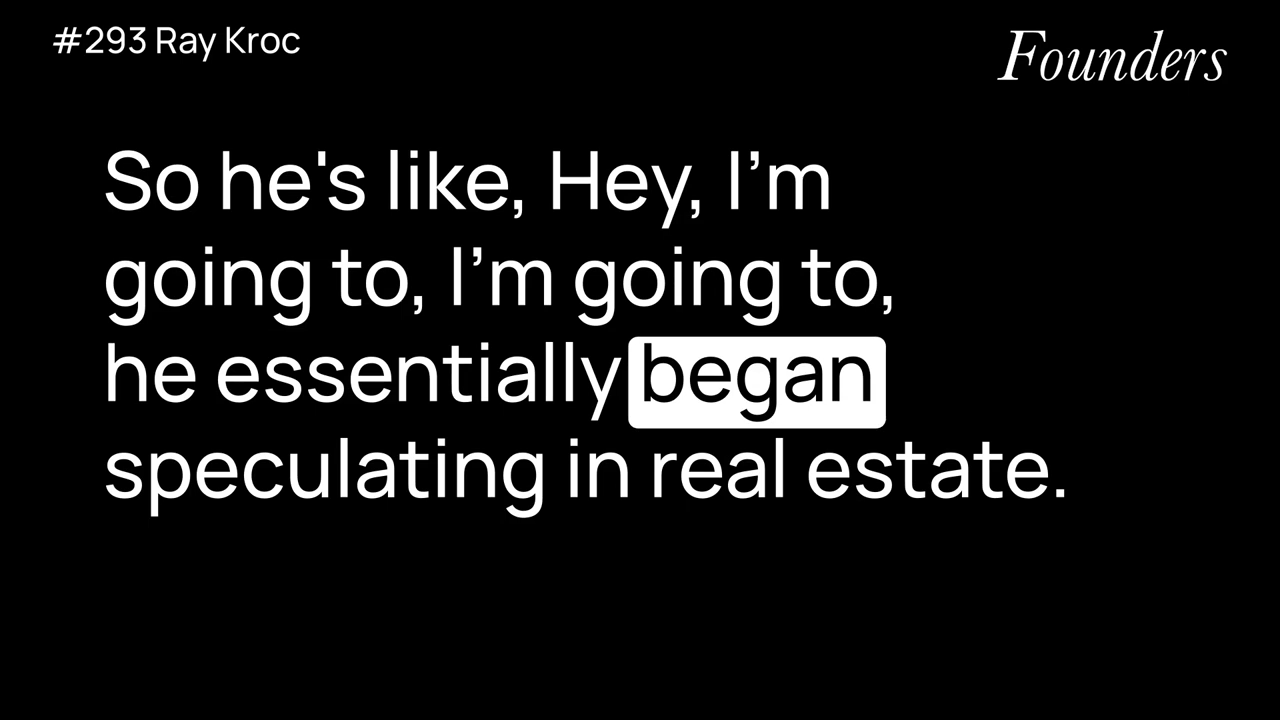 #293 Ray Kroc
Founders
So he's like, Hey, I’m
going to, I’m going to,
he essentially began
speculating in real estate.